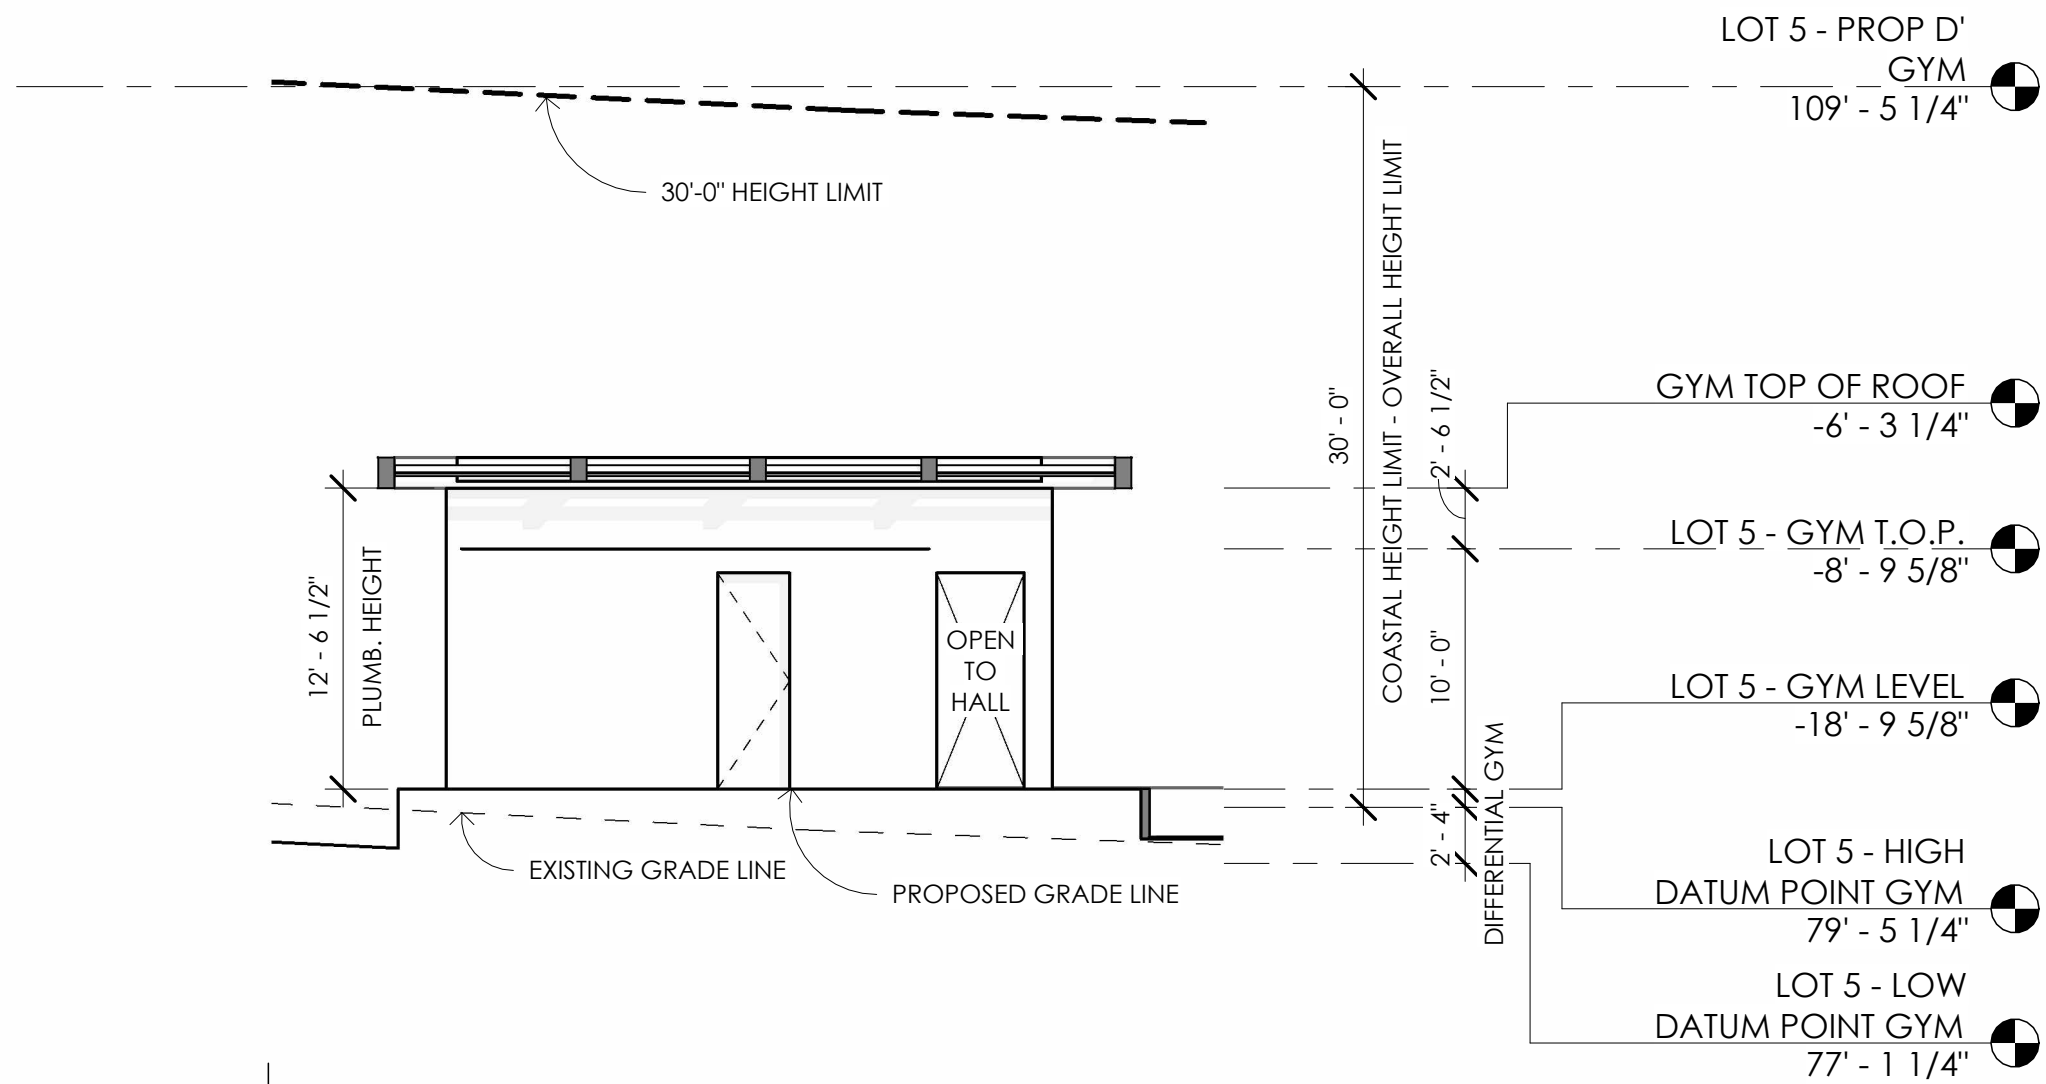 LOT 5 - PROP D'
GYM
109' - 5 1/4"
30'-0" HEIGHT LIMIT
COASTAL HEIGHT LIMIT - OVERALL HEIGHT LIMIT
30' - 0"
2' - 6 1/2"
GYM TOP OF ROOF
-6' - 3 1/4"
LOT 5 - GYM T.O.P.
-8' - 9 5/8"
12' - 6 1/2"
PLUMB. HEIGHT
OPEN
TO
HALL
10' - 0"
LOT 5 - GYM LEVEL
-18' - 9 5/8"
2' - 4"
DIFFERENTIAL GYM
EXISTING GRADE LINE
PROPOSED GRADE LINE
LOT 5 - HIGH
DATUM POINT GYM
79' - 5 1/4"
LOT 5 - LOW
DATUM POINT GYM
77' - 1 1/4"